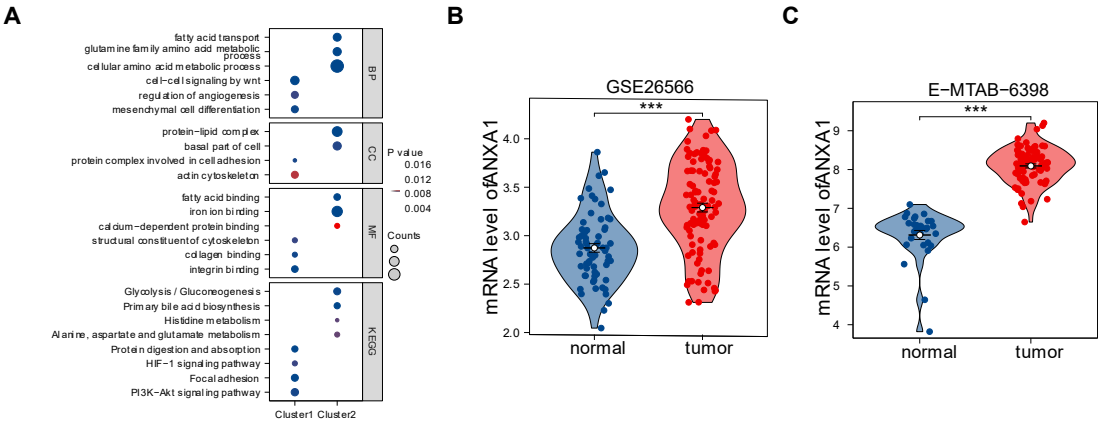 A
fatty acid transport
glutamine family amino acid metabolic
process
cellular amino acid metabolic process
cell−cell signaling by wnt
regulation of angiogenesis
mesenchymal cell differentiation
BP
protein−lipid complex
basal part of cell
protein complex involved in cell adhesion
actin cytoskeleton
CC
fatty acid binding
iron ion binding
calcium−dependent protein binding
structural constituent of cytoskeleton
collagen binding
integrin binding
MF
Glycolysis / Gluconeogenesis
Primary bile acid biosynthesis
Histidine metabolism
Alanine, aspartate and glutamate metabolism
Protein digestion and absorption
HIF−1 signaling pathway
Focal adhesion
PI3K−Akt signaling pathway
KEGG
Cluster1 Cluster2
P value
0.016
0.012
0.008
0.004
Counts
B
GSE26566
***
mRNA level ofANXA1
4.0
3.5
3.0
2.5
2.0
normal tumor
C
E−MTAB−6398
***
mRNA level ofANXA1
9
8
7
6
5
4
normal tumor